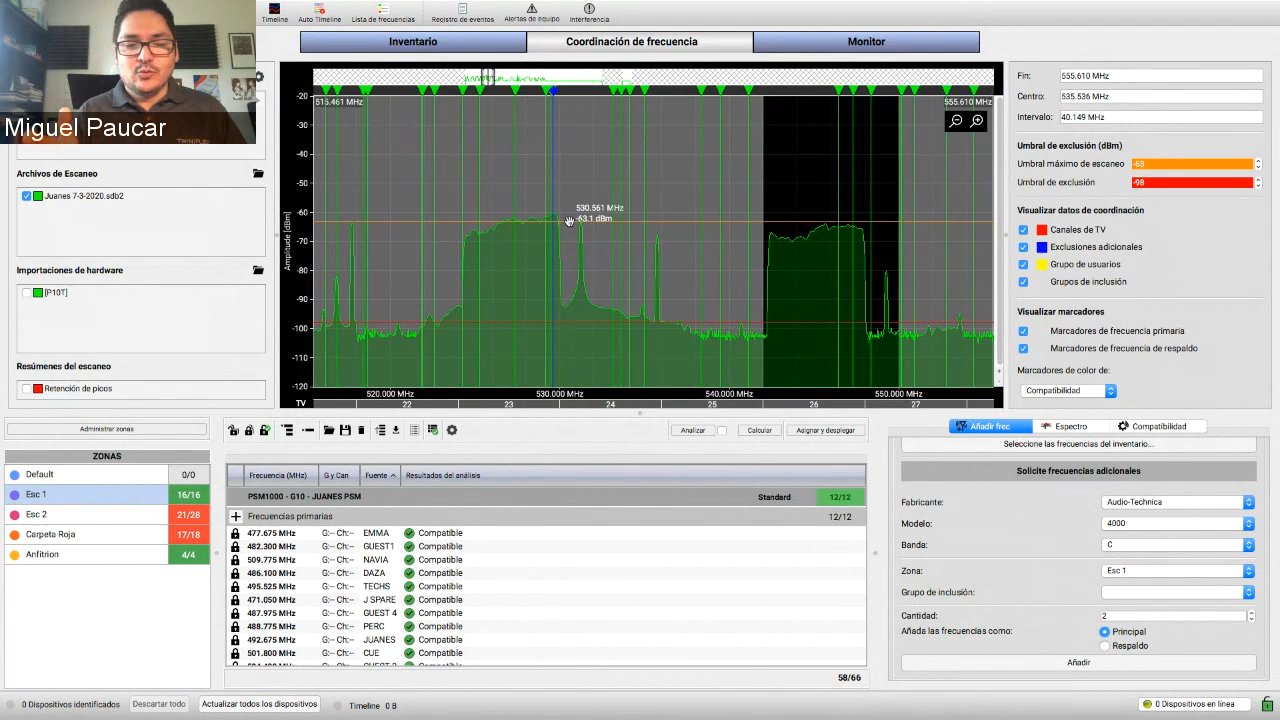 Timeline
Auto Timeline
Lista de frecuencias
Registro de eventos
Alertas de equipo
Interferencia
Inventario
Coordinación de frecuencia
Monitor
Miguel Paucar
Archivos de Escaneo
Juanes 7-3-2020.sdb2
Importaciones de hardware
[P10T]
Resúmenes del escaneo
Retención de picos
555.610 MHz
-20
-30
-40
-50
-60
-70
-80
-90
-100
-110
-120
Amplitud [dBm]
530.561 MHz
-63.1 dBm
520.000 MHz
530.000 MHz
540.000 MHz
550.000 MHz
TV
22
23
24
25
26
27
Fin:
555.610 MHz
Centro:
535.536 MHz
Intervalo:
40.149 MHz
Umbral de exclusión (dBm)
Umbral máximo de escaneo
-63
Umbral de exclusión
-98
Visualizar datos de coordinación
Canales de TV
Exclusiones adicionales
Grupo de usuarios
Grupos de inclusión
Visualizar marcadores
Marcadores de frecuencia primaria
Marcadores de frecuencia de respaldo
Marcadores de color de:
Compatibilidad
Administrar zonas
ZONAS
Default 0/0
Esc 1 16/16
Esc 2 21/28
Carpeta Roja 17/18
Anfitrion 4/4
Analizar
Calcular
Asignar y desplegar
Frecuencia (MHz) G y Can Fuente Resultados del análisis
PSM1000 - G10 - JUANES PSM Standard 12/12
Frecuencias primarias 12/12
477.675 MHz G:-- Ch:-- EMMA Compatible
482.300 MHz G:-- Ch:-- GUEST1 Compatible
509.775 MHz G:-- Ch:-- NAVIA Compatible
486.100 MHz G:-- Ch:-- DAZA Compatible
495.525 MHz G:-- Ch:-- TECHS Compatible
471.050 MHz G:-- Ch:-- J SPARE Compatible
487.975 MHz G:-- Ch:-- GUEST 4 Compatible
488.775 MHz G:-- Ch:-- PERC Compatible
492.675 MHz G:-- Ch:-- JUANES Compatible
501.800 MHz G:-- Ch:-- CUE Compatible
58/66
Añadir frec
Espectro
Compatibilidad
Seleccione las frecuencias del inventario...
Solicite frecuencias adicionales
Fabricante:
Audio-Technica
Modelo:
4000
Banda:
C
Zona:
Esc 1
Grupo de inclusión:
Cantidad:
2
Añada las frecuencias como:
Principal
Respaldo
Añadir
0 Dispositivos identificados
Descartar todo
Actualizar todos los dispositivos
Timeline 0 B
0 Dispositivos en línea